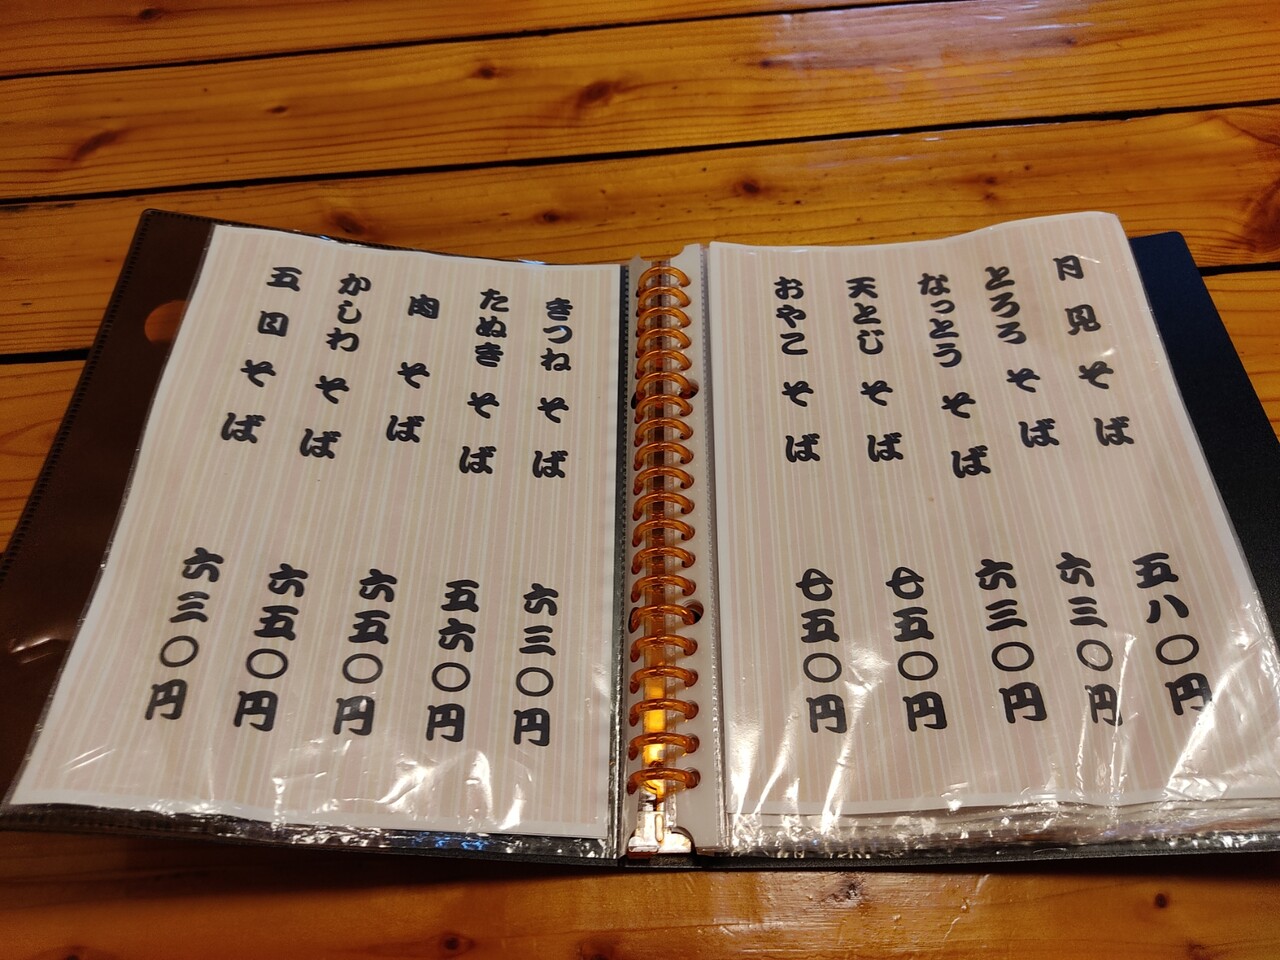 月見そば 五八〇円
とろろそば 六三〇円
なっとうそば 六三〇円
天とじそば 七五〇円
おやこそば 七五〇円
きつねそば 六三〇円
たぬきそば 五六〇円
肉そば 六五〇円
かしわそば 六五〇円
五目そば 六三〇円